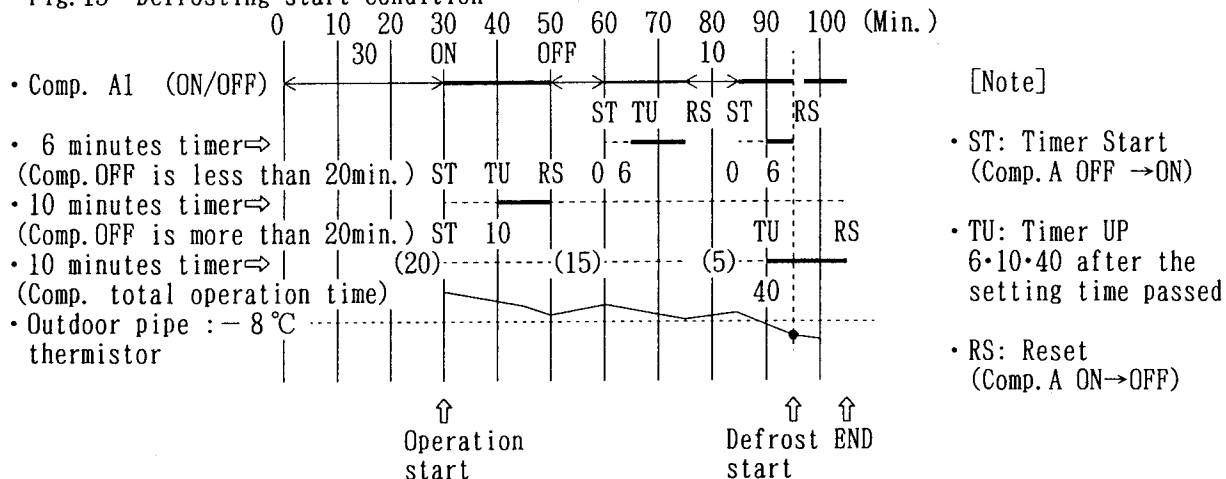 Fig. 15 Defrosting start condition
0 10 20 30 40 50 60 70 80 90 100 (Min.)
30 ON OFF 10
・Comp. A1 (ON/OFF)
ST TU RS ST RS
・ 6 minutes timer⇨
(Comp.OFF is less than 20min.) ST TU RS 0 6 0 6
・10 minutes timer⇨
(Comp.OFF is more than 20min.) ST 10 TU RS
・10 minutes timer⇨ (20) (15) (5)
(Comp. total operation time) 40
・Outdoor pipe :－8℃
thermistor
⇧ ⇧ ⇧
Operation Defrost END
start start
[Note]
・ST: Timer Start
(Comp.A OFF →ON)
・TU: Timer UP
6・10・40 after the
setting time passed
・RS: Reset
(Comp.A ON→OFF)